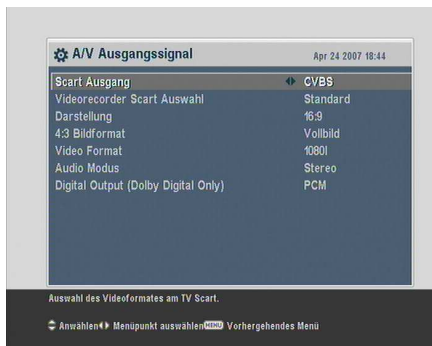 A/V Ausgangssignal Apr 24 2007 18:44
Scart Ausgang CVBS
Videorecorder Scart Auswahl Standard
Darstellung 16:9
4:3 Bildformat Vollbild
Video Format 1080I
Audio Modus Stereo
Digital Output (Dolby Digital Only) PCM
Auswahl des Videoformates am TV Scart.
Anwählen Menüpunkt auswählen MENU Vorhergehendes Menü